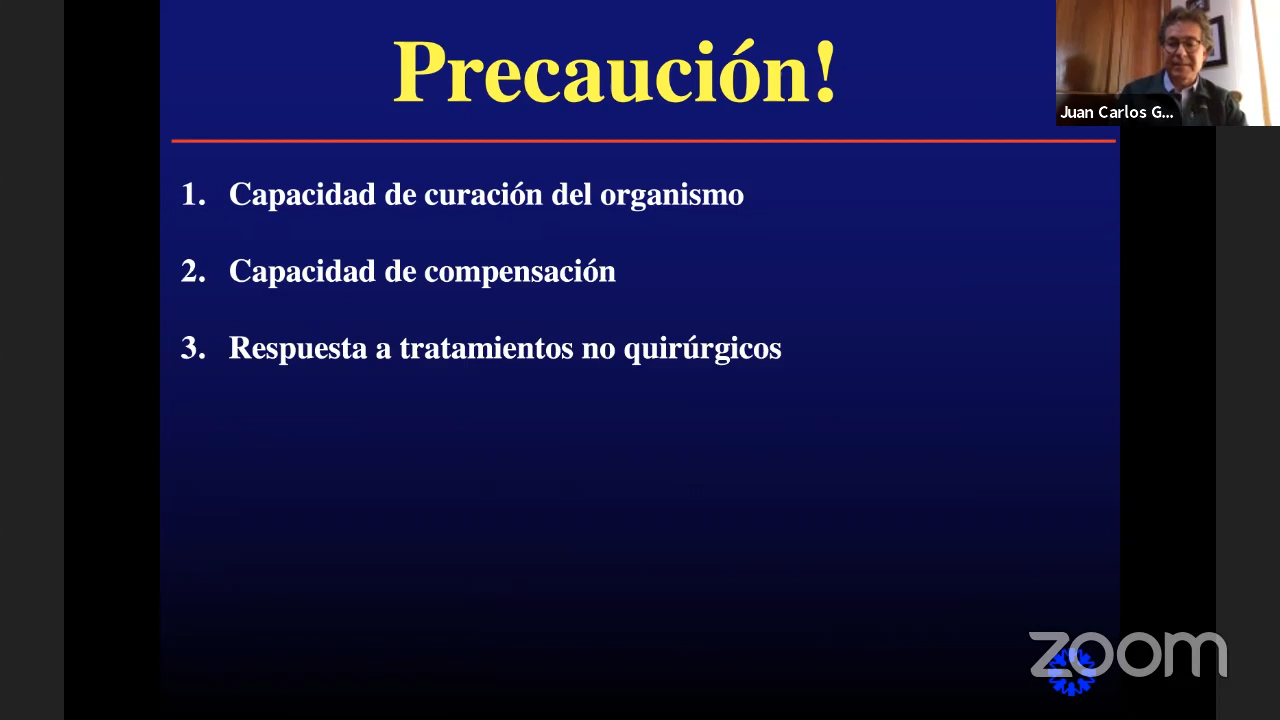 Precaución!
Juan Carlos G...
1. Capacidad de curación del organismo
2. Capacidad de compensación
3. Respuesta a tratamientos no quirúrgicos
zoom